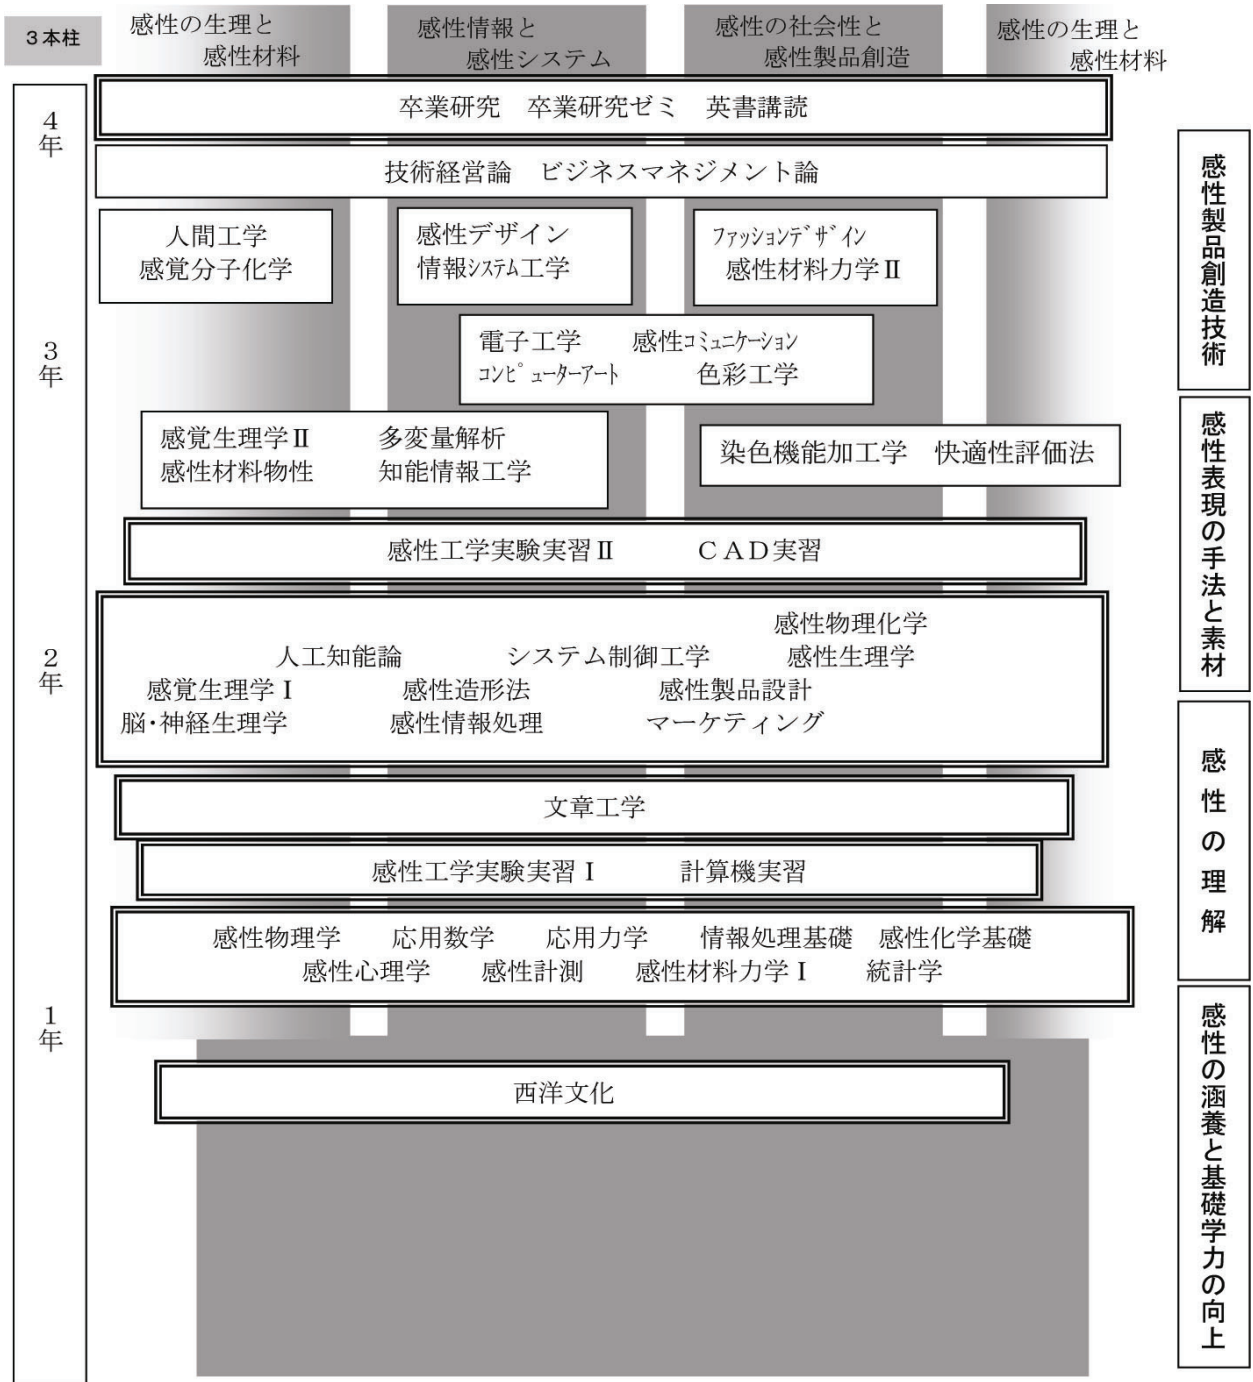 3本柱
感性の生理と
感性材料
感性情報と
感性システム
感性の社会性と
感性製品創造
感性の生理と
感性材料
4年
卒業研究 卒業研究ゼミ 英書講読
技術経営論 ビジネスマネジメント論
人間工学
感覚分子化学
感性デザイン
情報システム工学
ファッションデザイン
感性材料力学Ⅱ
3年
電子工学 感性コミュニケーション
コンピューターアート 色彩工学
感覚生理学Ⅱ 多変量解析
感性材料物性 知能情報工学
染色機能加工学 快適性評価法
感性工学実験実習Ⅱ CAD実習
2年
感性物理化学
人工知能論 システム制御工学 感性生理学
感覚生理学Ⅰ 感性造形法 感性製品設計
脳・神経生理学 感性情報処理 マーケティング
文章工学
感性工学実験実習Ⅰ 計算機実習
感性物理学 応用数学 応用力学 情報処理基礎 感性化学基礎
感性心理学 感性計測 感性材料力学Ⅰ 統計学
1年
西洋文化
感性製品創造技術
感性表現の手法と素材
感性の理解
感性の涵養と基礎学力の向上